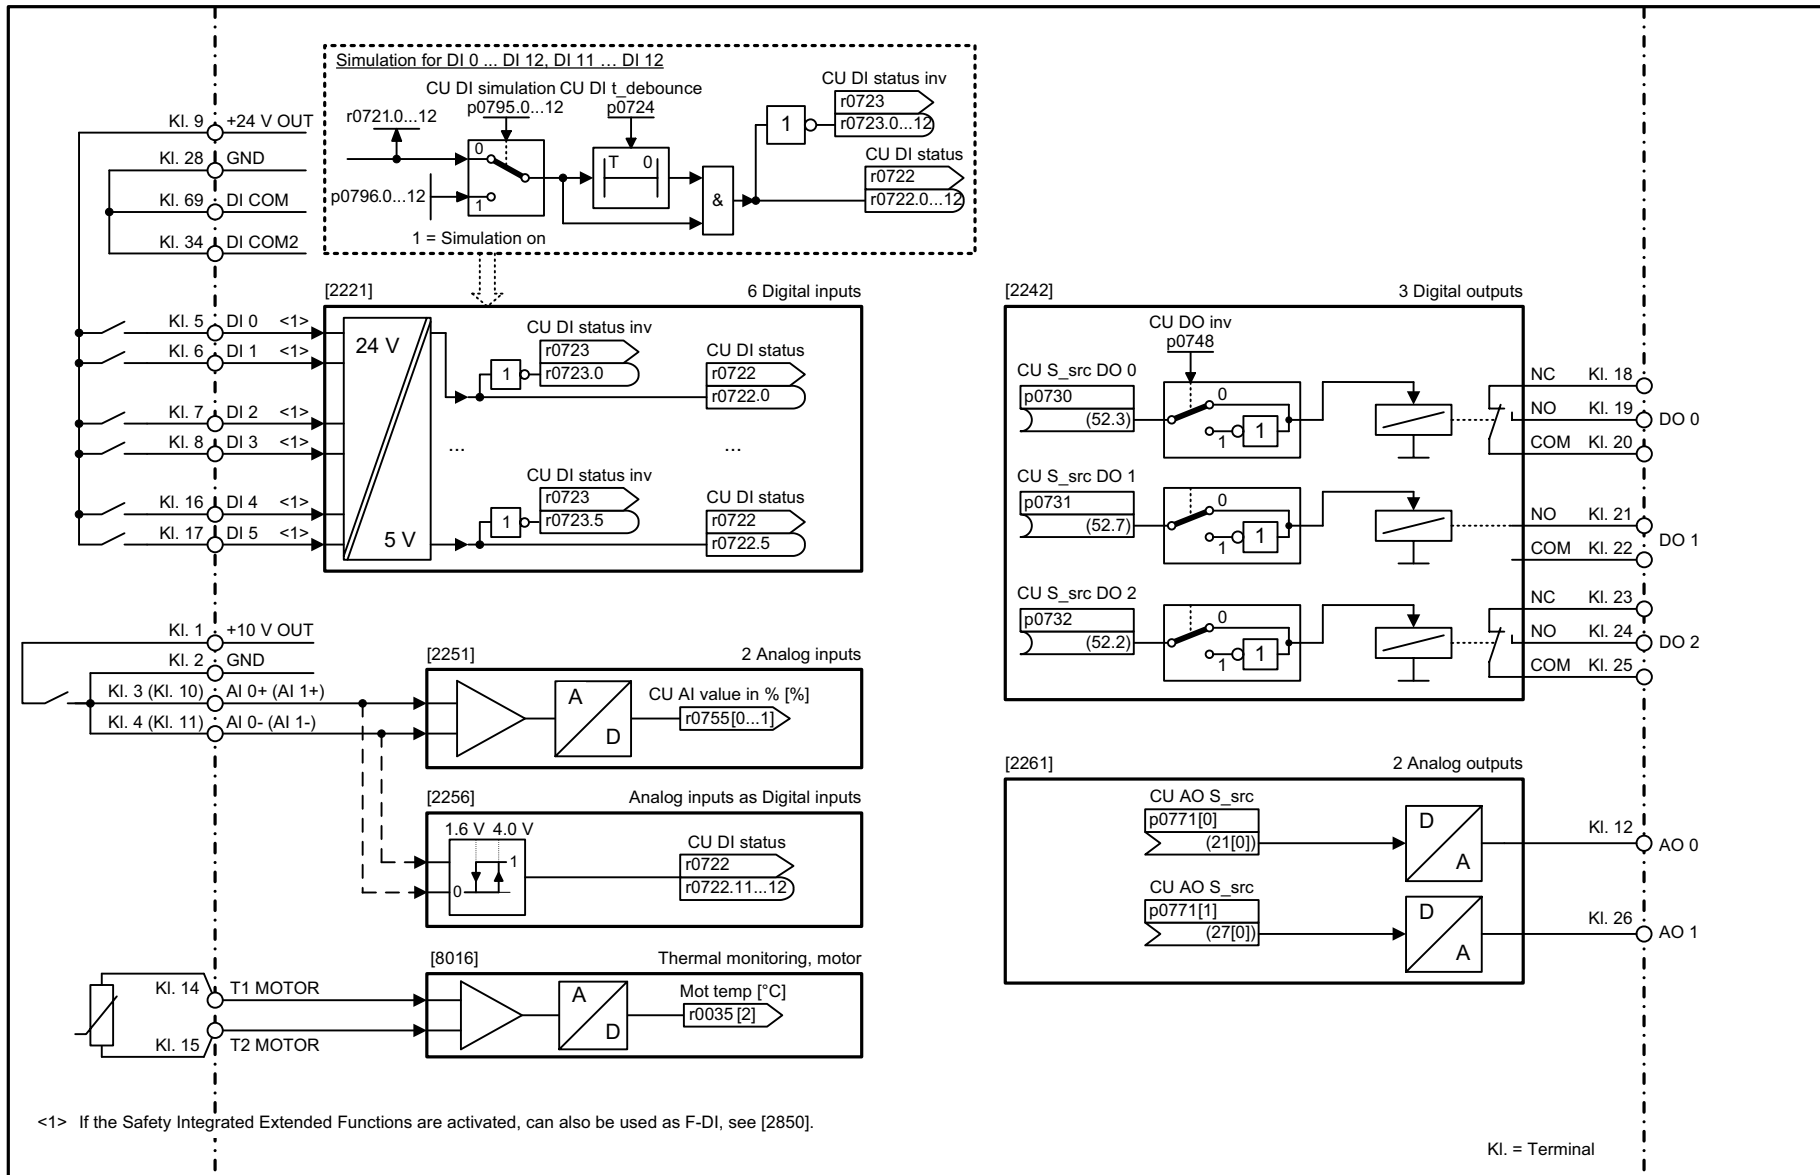 Simulation for DI 0 ... DI 12, DI 11 … DI 12
CU DI simulation
CU DI t_debounce
p0795.0...12
p0724
r0721.0...12
p0796.0...12
0
1
T 0
&
1
CU DI status inv
r0723
r0723.0...12
CU DI status
r0722
r0722.0...12
1 = Simulation on
Kl. 9 +24 V OUT
Kl. 28 GND
Kl. 69 DI COM
Kl. 34 DI COM2
Kl. 5 DI 0 <1>
Kl. 6 DI 1 <1>
Kl. 7 DI 2 <1>
Kl. 8 DI 3 <1>
Kl. 16 DI 4 <1>
Kl. 17 DI 5 <1>
[2221] 6 Digital inputs
24 V
5 V
CU DI status inv
r0723
r0723.0
1
CU DI status
r0722
r0722.0
... ...
CU DI status inv
r0723
r0723.5
1
CU DI status
r0722
r0722.5
Kl. 1 +10 V OUT
Kl. 2 GND
Kl. 3 (Kl. 10) AI 0+ (AI 1+)
Kl. 4 (Kl. 11) AI 0- (AI 1-)
[2251] 2 Analog inputs
A
D
CU AI value in % [%]
r0755[0...1]
[2256] Analog inputs as Digital inputs
1.6 V 4.0 V
1
0
CU DI status
r0722
r0722.11...12
[8016] Thermal monitoring, motor
Kl. 14 T1 MOTOR
Kl. 15 T2 MOTOR
A
D
Mot temp [°C]
r0035 [2]
[2242] 3 Digital outputs
CU DO inv
p0748
CU S_src DO 0
p0730
(52.3)
0
1
1
NC Kl. 18
NO Kl. 19
COM Kl. 20
DO 0
CU S_src DO 1
p0731
(52.7)
0
1
1
NO Kl. 21
COM Kl. 22
DO 1
CU S_src DO 2
p0732
(52.2)
0
1
1
NC Kl. 23
NO Kl. 24
COM Kl. 25
DO 2
[2261] 2 Analog outputs
CU AO S_src
p0771[0]
(21[0])
D
A
Kl. 12
AO 0
CU AO S_src
p0771[1]
(27[0])
D
A
Kl. 26
AO 1
<1> If the Safety Integrated Extended Functions are activated, can also be used as F-DI, see [2850].
Kl. = Terminal